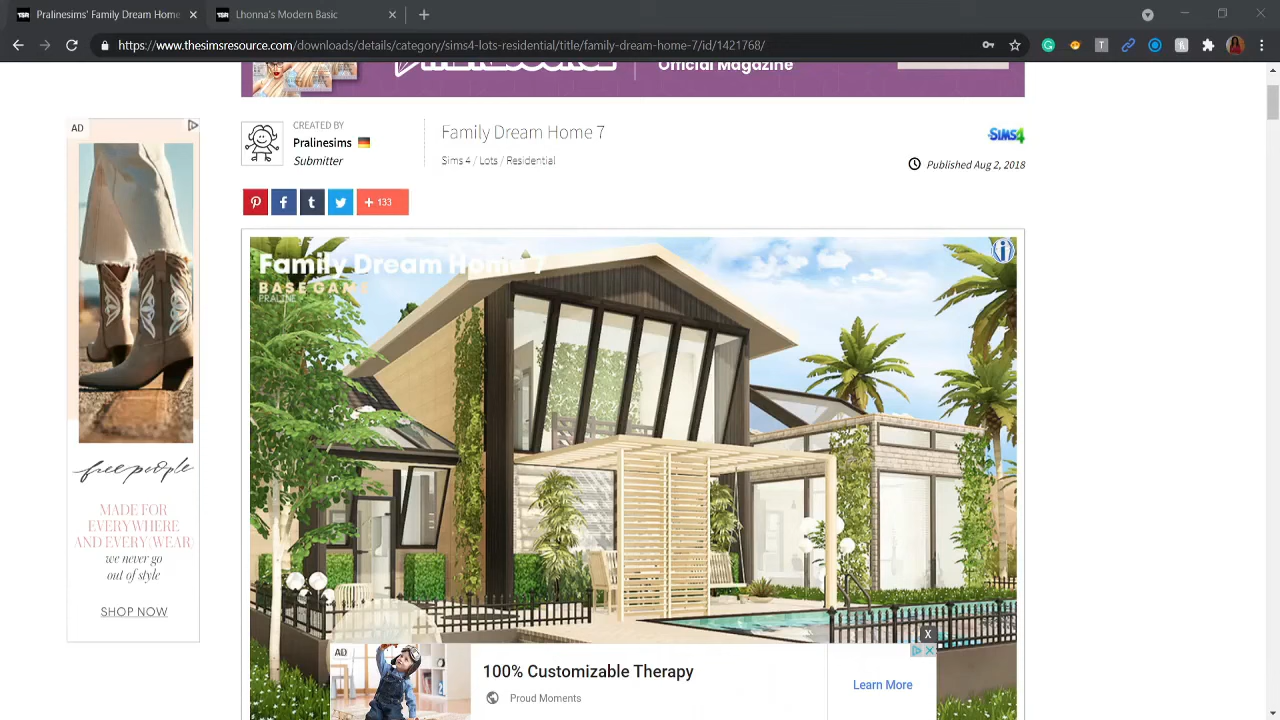 TSR Pralinesims' Family Dream Home
TSR Lhonna's Modern Basic
https://www.thesimsresource.com/downloads/details/category/sims4-lots-residential/title/family-dream-home-7/id/1421768/
Official Magazine
AD
CREATED BY
Pralinesims
Submitter
Family Dream Home 7
Sims 4 / Lots / Residential
SIMS4
Published Aug 2, 2018
133
Family Dream Home 7
BASE GAME
PRALINE
free people
MADE FOR
EVERYWHERE
AND EVERY WEAR
we never go
out of style
SHOP NOW
X
AD
100% Customizable Therapy
Proud Moments
Learn More